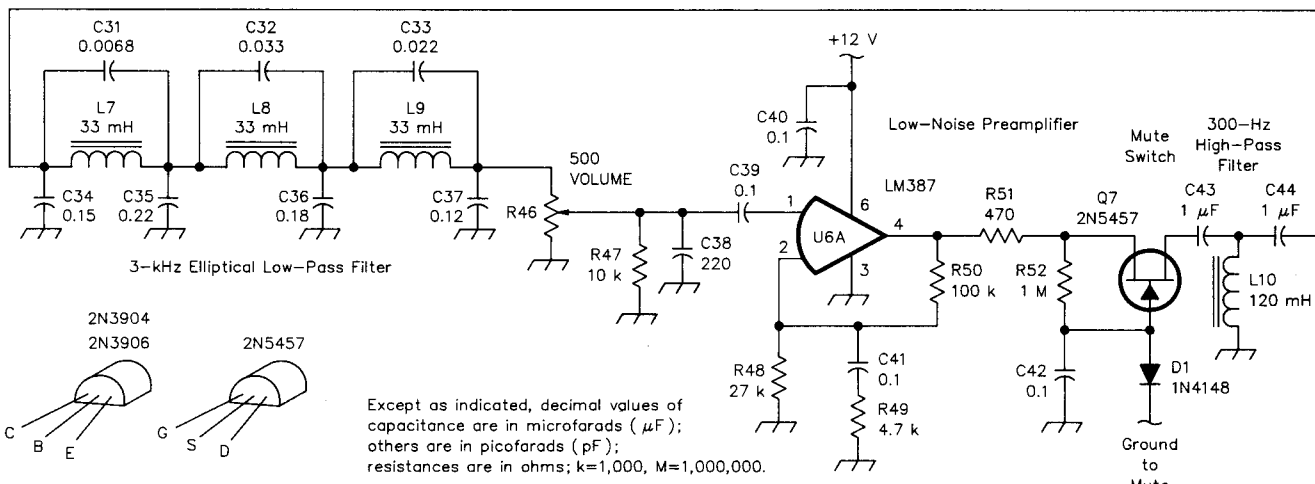 C31
0.0068
C32
0.033
C33
0.022
L7
33 mH
L8
33 mH
L9
33 mH
C34
0.15
C35
0.22
C36
0.18
C37
0.12
3-kHz Elliptical Low-Pass Filter
500
VOLUME
R46
R47
10 k
C38
220
C39
0.1
+12 V
C40
0.1
Low-Noise Preamplifier
LM387
1
2
U6A
6
4
3
R48
27 k
C41
0.1
R49
4.7 k
R50
100 k
R51
470
R52
1 M
C42
0.1
Mute
Switch
Q7
2N5457
D1
1N4148
Ground
to
Mute
300-Hz
High-Pass
Filter
C43
1 µF
C44
1 µF
L10
120 mH
2N3904
2N3906
C
B
E
2N5457
G
S
D
Except as indicated, decimal values of
capacitance are in microfarads (µF);
others are in picofarads (pF);
resistances are in ohms; k=1,000, M=1,000,000.